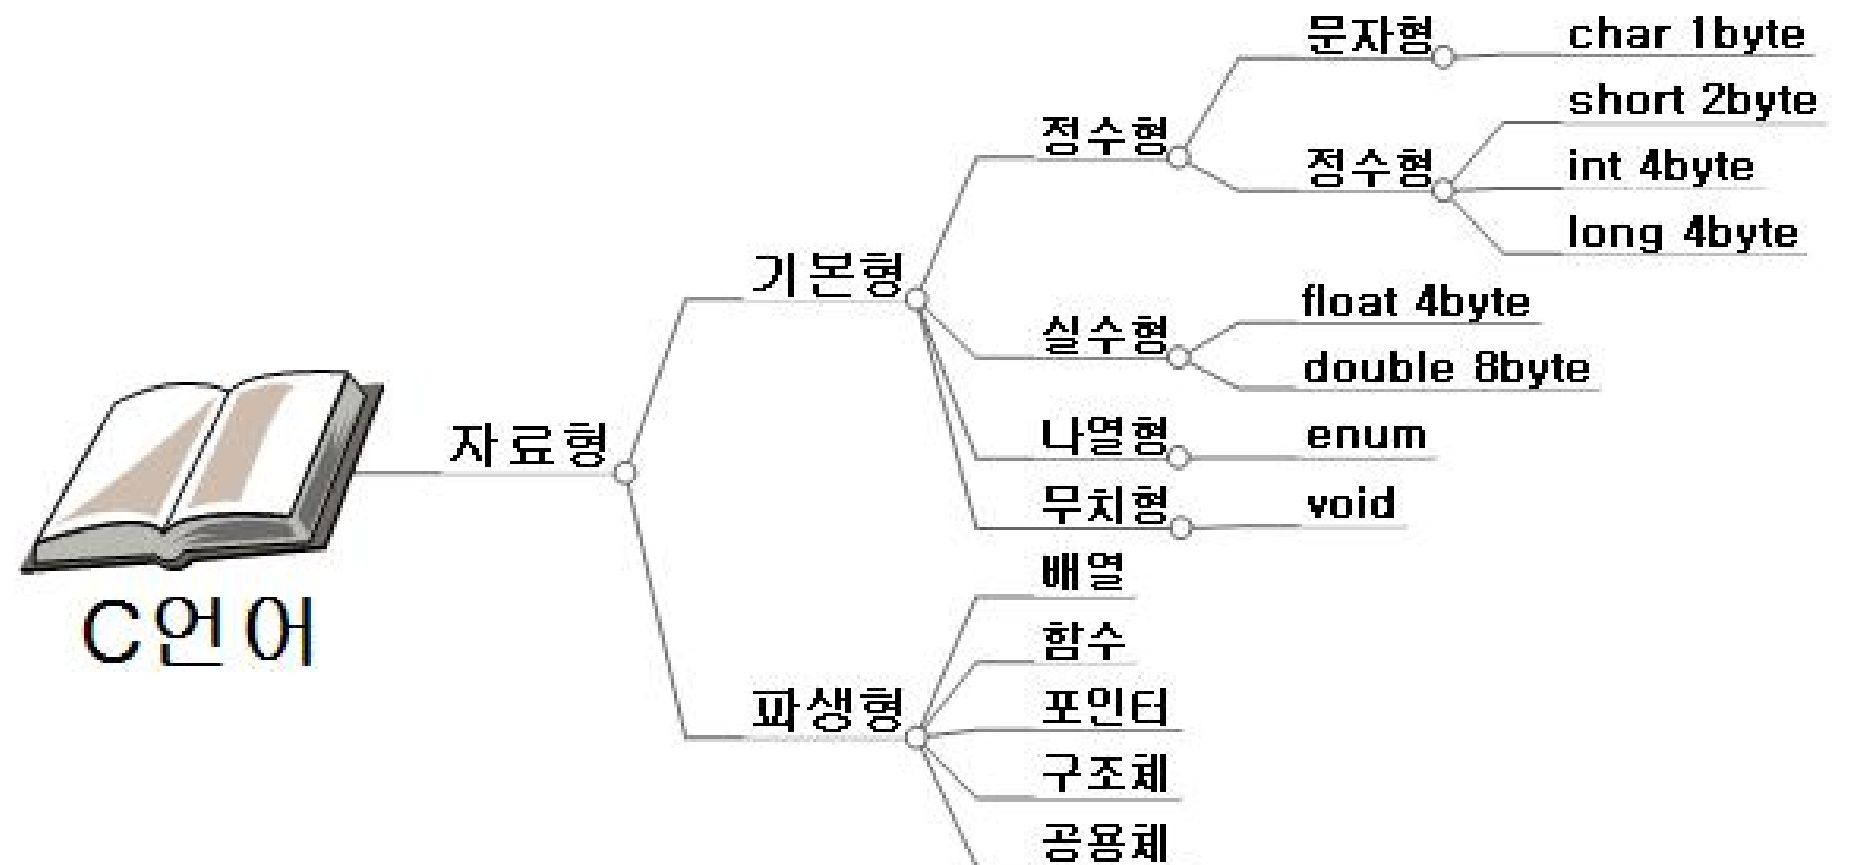 문자형
char 1byte
short 2byte
정수형
정수형
int 4byte
long 4byte
기본형
float 4byte
실수형
double 8byte
자료형
나열형
enum
무치형
void
배열
C언어
함수
파생형
포인터
구조체
공용체